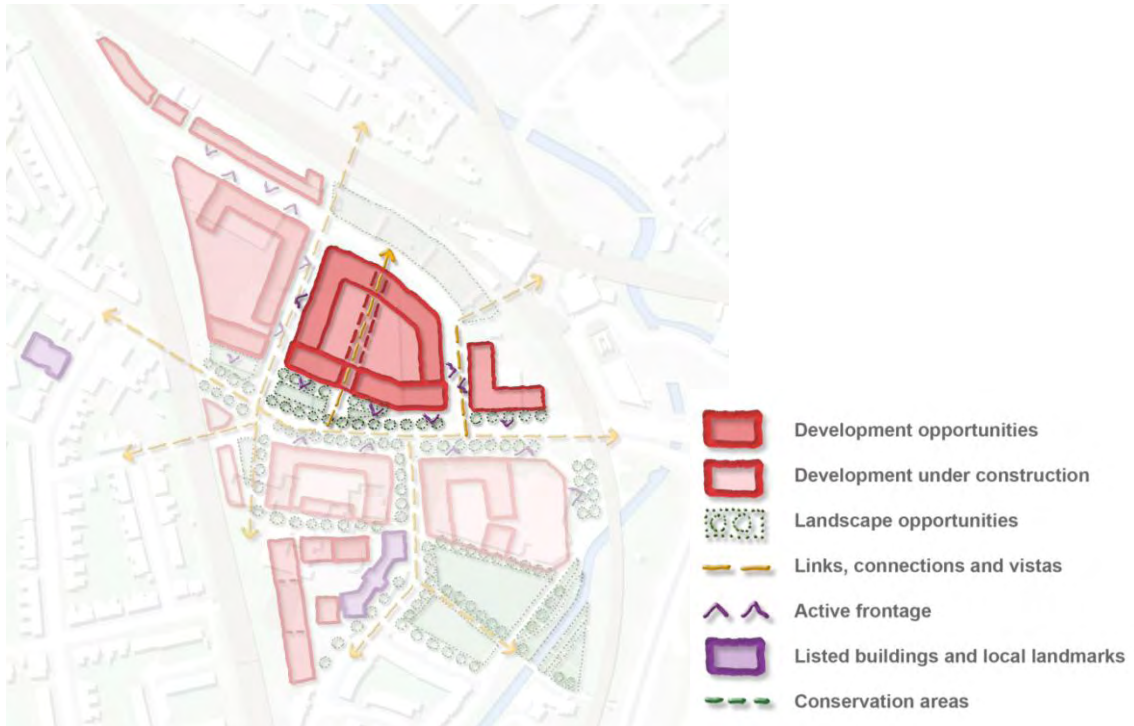 Development opportunities
Development under construction
Landscape opportunities
Links, connections and vistas
Active frontage
Listed buildings and local landmarks
Conservation areas